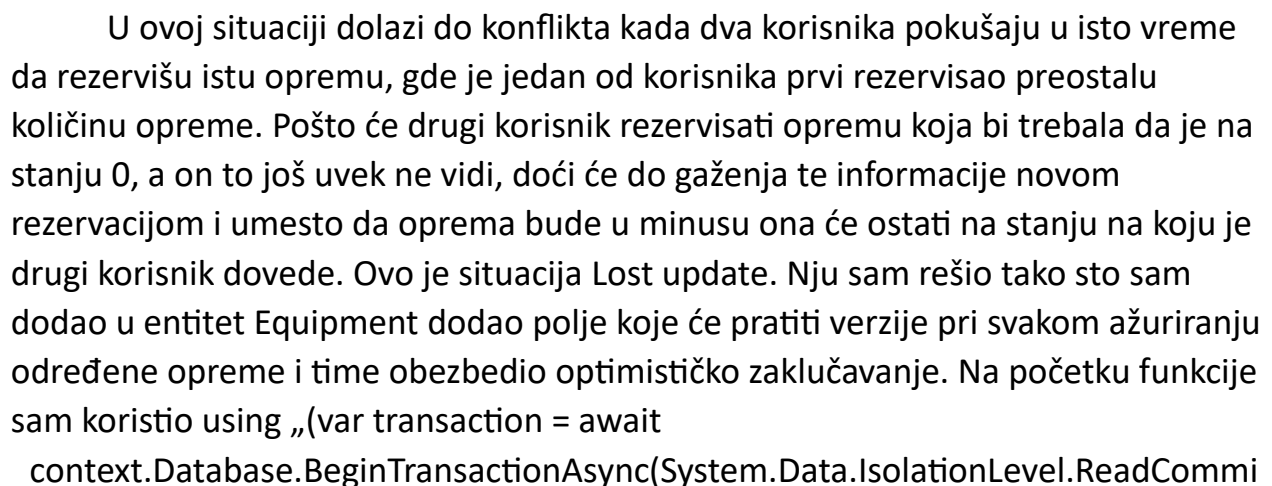 U ovoj situaciji dolazi do konflikta kada dva korisnika pokušaju u isto vreme
da rezervišu istu opremu, gde je jedan od korisnika prvi rezervisao preostalu
količinu opreme. Pošto će drugi korisnik rezervisati opremu koja bi trebala da je na
stanju 0, a on to još uvek ne vidi, doći će do gaženja te informacije novom
rezervacijom i umesto da oprema bude u minusu ona će ostati na stanju na koju je
drugi korisnik dovede. Ovo je situacija Lost update. Nju sam rešio tako sto sam
dodao u entitet Equipment dodao polje koje će pratiti verzije pri svakom ažuriranju
određene opreme i time obezbedio optimističko zaključavanje. Na početku funkcije
sam koristio using „(var transaction = await
context.Database.BeginTransactionAsync(System.Data.IsolationLevel.ReadCommi